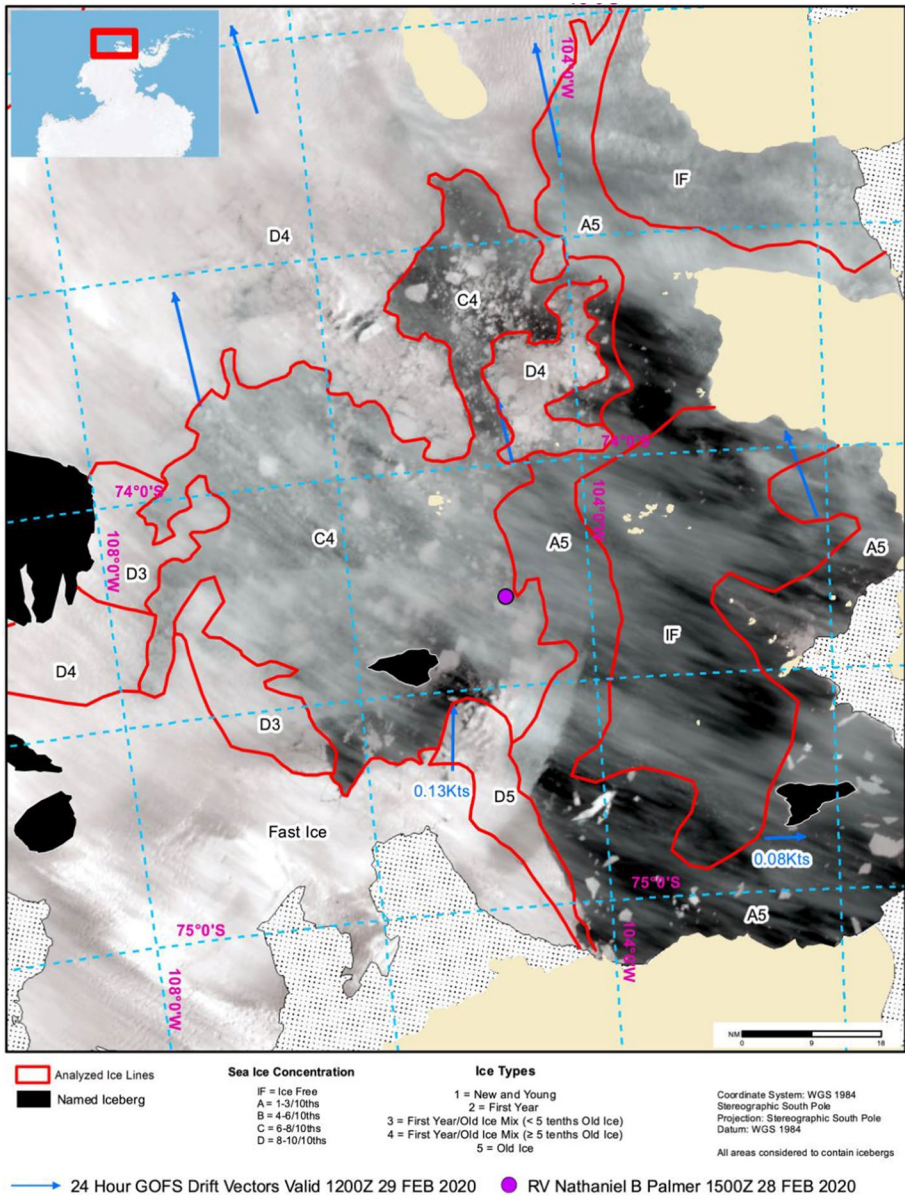 104°0'W
IF
D4
A5
C4
D4
74°0'S
74°0'S
104°0'W
108°0'W
C4
A5
A5
D3
IF
D4
D3
0.13Kts
D5
Fast Ice
0.08Kts
75°0'S
A5
75°0'S
104°0'W
108°0'W
NM 0 9 18
Analyzed Ice Lines
Named Iceberg
Sea Ice Concentration
IF = Ice Free
A = 1-3/10ths
B = 4-6/10ths
C = 6-8/10ths
D = 8-10/10ths
Ice Types
1 = New and Young
2 = First Year
3 = First Year/Old Ice Mix (< 5 tenths Old Ice)
4 = First Year/Old Ice Mix (≥ 5 tenths Old Ice)
5 = Old Ice
Coordinate System: WGS 1984
Stereographic South Pole
Projection: Stereographic South Pole
Datum: WGS 1984
All areas considered to contain icebergs
24 Hour GOFS Drift Vectors Valid 1200Z 29 FEB 2020
RV Nathaniel B Palmer 1500Z 28 FEB 2020